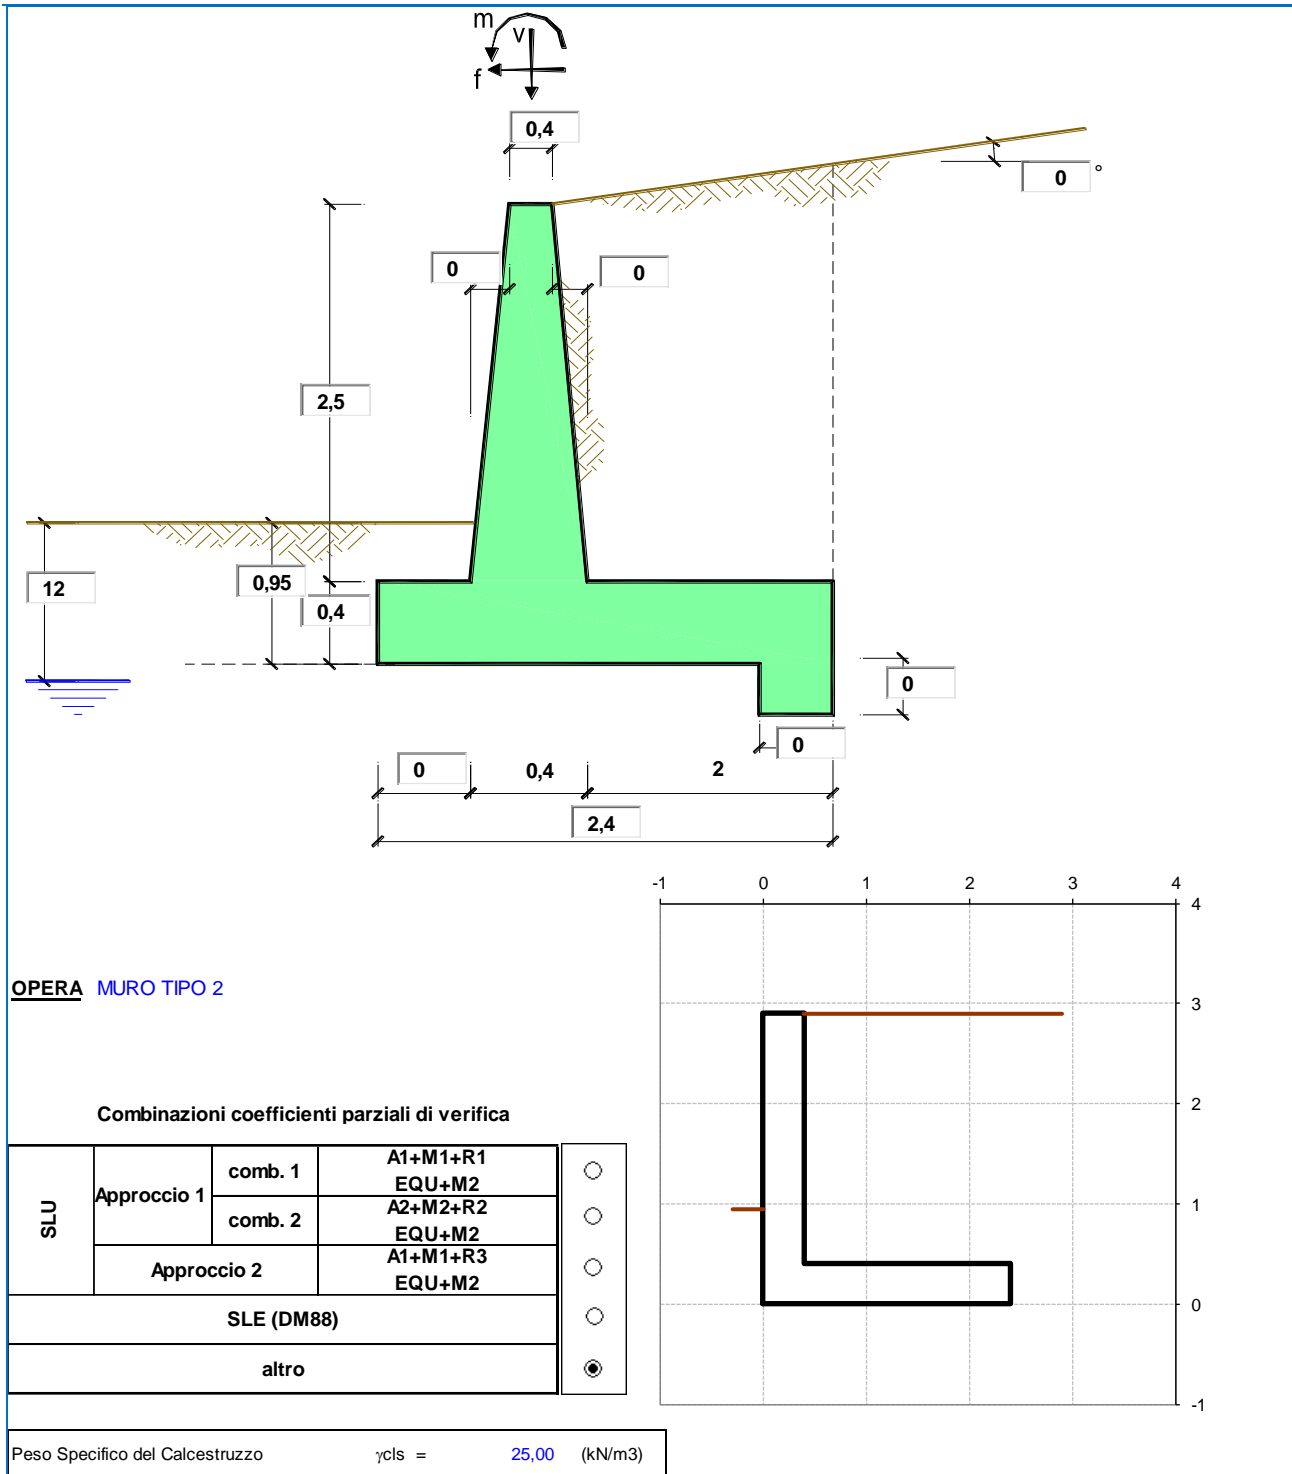 m
v
f
0,4
0 °
0
0
2,5
12
0,95
0,4
0
0
0
0,4
2
2,4
-1 0 1 2 3 4
4
3
2
1
0
-1
OPERA MURO TIPO 2
Combinazioni coefficienti parziali di verifica
SLU
Approccio 1
comb. 1
A1+M1+R1
EQU+M2
comb. 2
A2+M2+R2
EQU+M2
Approccio 2
A1+M1+R3
EQU+M2
SLE (DM88)
altro
Peso Specifico del Calcestruzzo γcls = 25,00 (kN/m3)